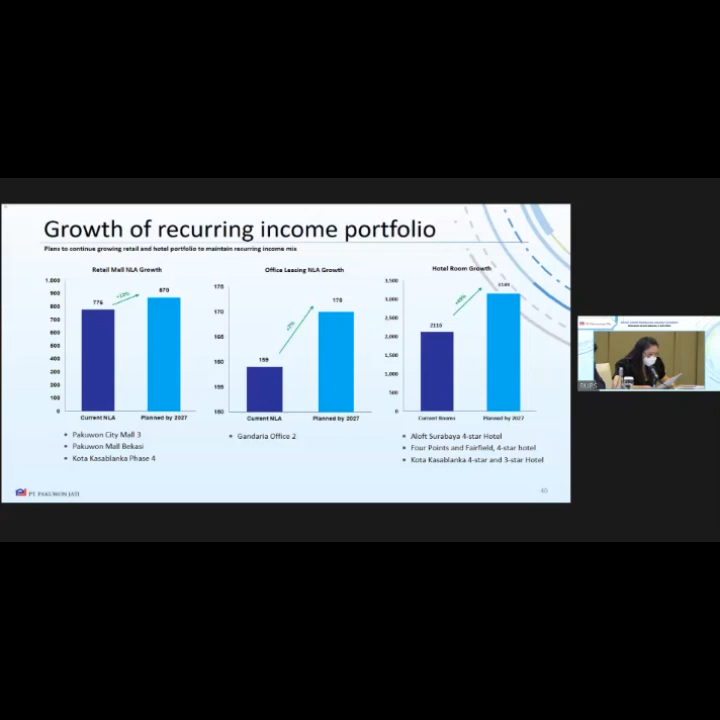 Growth of recurring income portfolio
Plans to continue growing retail and hotel portfolio to maintain recurring income mix
Retail Mall NLA Growth
1,000
900
800
700
600
500
400
300
200
100
0
776
+12%
870
Current NLA
Planned by 2027
Pakuwon City Mall 3
Pakuwon Mall Bekasi
Kota Kasablanka Phase 4
Office Leasing NLA Growth
175
170
165
160
155
150
159
+7%
170
Current NLA
Planned by 2027
Gandaria Office 2
Hotel Room Growth
3,500
3,000
2,500
2,000
1,500
1,000
500
0
2110
Current Rooms
Planned by 2027
Aloft Surabaya 4-star Hotel
Four Points and Fairfield, 4-star hotel
Kota Kasablanka 4-star and 3-star Hotel
PT. PAKUWON JATI